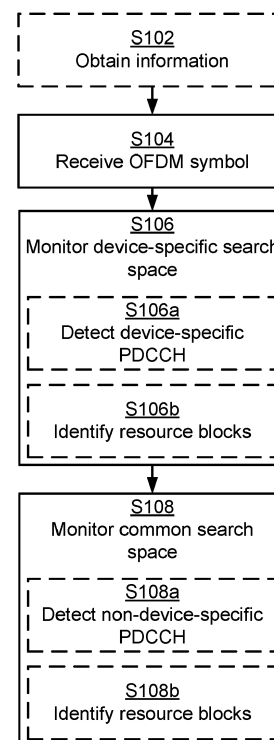 S102
Obtain information
S104
Receive OFDM symbol
S106
Monitor device-specific search
space
S106a
Detect device-specific
PDCCH
S106b
Identify resource blocks
S108
Monitor common search
space
S108a
Detect non-device-specific
PDCCH
S108b
Identify resource blocks